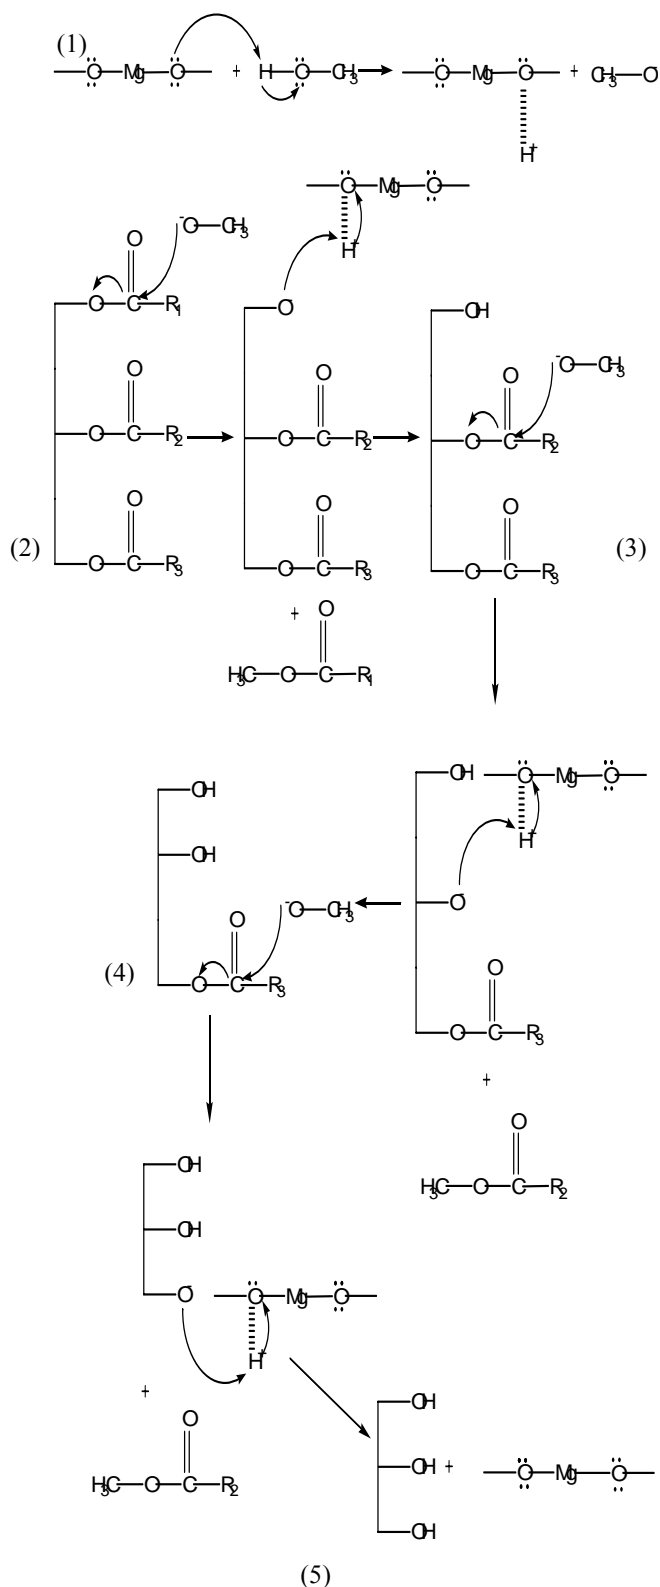 (1)
—Ö—Mg—Ö— + H—Ö—CH3 → —Ö—Mg—Ö— + CH3—O-
H+
—Ö—Mg—Ö—
H+
O -O—CH3
O—C—R1 O- OH
O O O -O—CH3
O—C—R2 O—C—R2 O—C—R2
O O O
(2) O—C—R3 O—C—R3 O—C—R3 (3)
+ O
H3C—O—C—R1
OH OH —Ö—Mg—Ö—
H+
OH
O -O—CH3 O-
(4) O—C—R3
O
O—C—R3
+
OH O
H3C—O—C—R2
OH
O- —Ö—Mg—Ö—
H+
+
O OH
H3C—O—C—R2 OH + —Ö—Mg—Ö—
OH
(5)